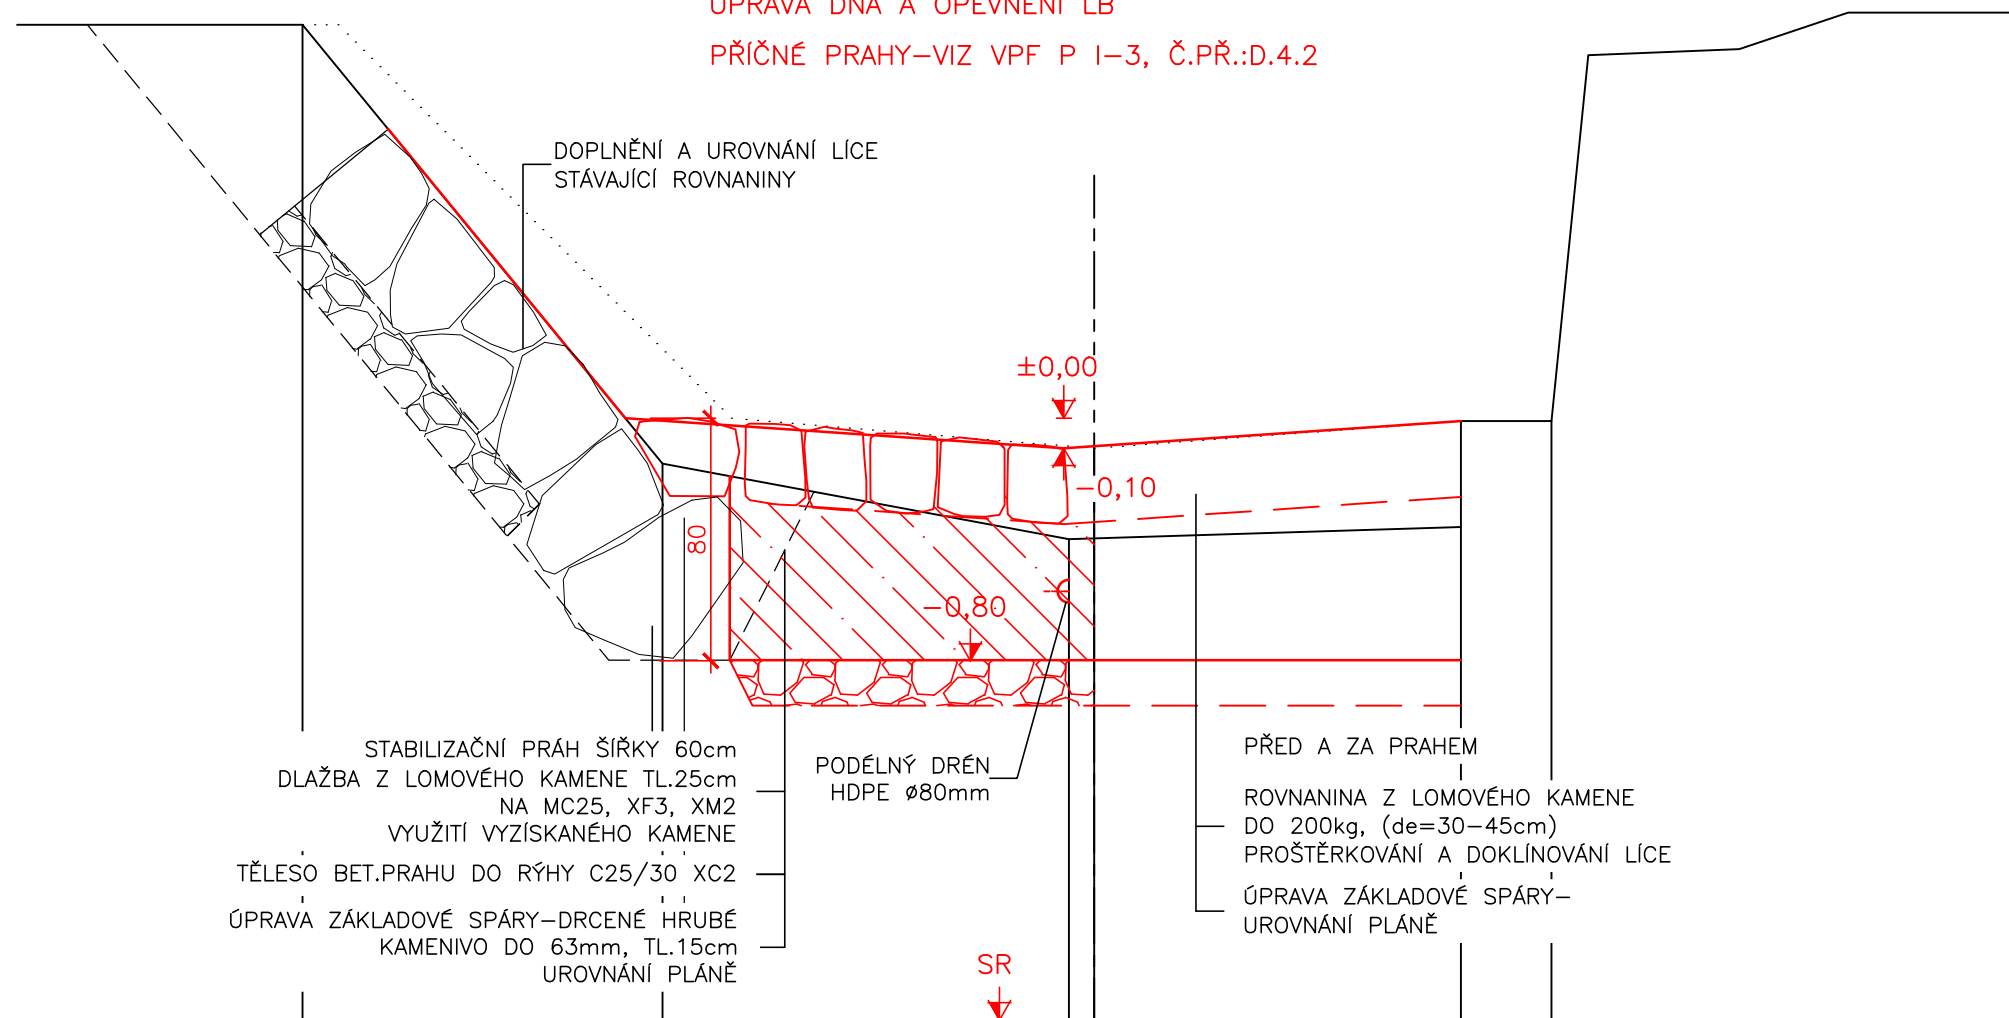 ÚPRAVA DNA A OPEVNĚNÍ LB
PŘÍČNÉ PRAHY-VIZ VPF P I-3, Č.PŘ.:D.4.2
DOPLNĚNÍ A UROVNÁNÍ LÍCE
STÁVAJÍCÍ ROVNANINY
±0,00
-0,10
80
-0,80
STABILIZAČNÍ PRÁH ŠÍŘKY 60cm
DLAŽBA Z LOMOVÉHO KAMENE TL.25cm
NA MC25, XF3, XM2
VYUŽITÍ VYZÍSKANÉHO KAMENE
TĚLESO BET.PRAHU DO RÝHY C25/30 XC2
ÚPRAVA ZÁKLADOVÉ SPÁRY-DRCENÉ HRUBÉ
KAMENIVO DO 63mm, TL.15cm
UROVNÁNÍ PLÁNĚ
PODÉLNÝ DRÉN
HDPE ø80mm
PŘED A ZA PRAHEM
ROVNANINA Z LOMOVÉHO KAMENE
DO 200kg, (de=30-45cm)
PROŠTĚRKOVÁNÍ A DOKLÍNOVÁNÍ LÍCE
ÚPRAVA ZÁKLADOVÉ SPÁRY-
UROVNÁNÍ PLÁNĚ
SR